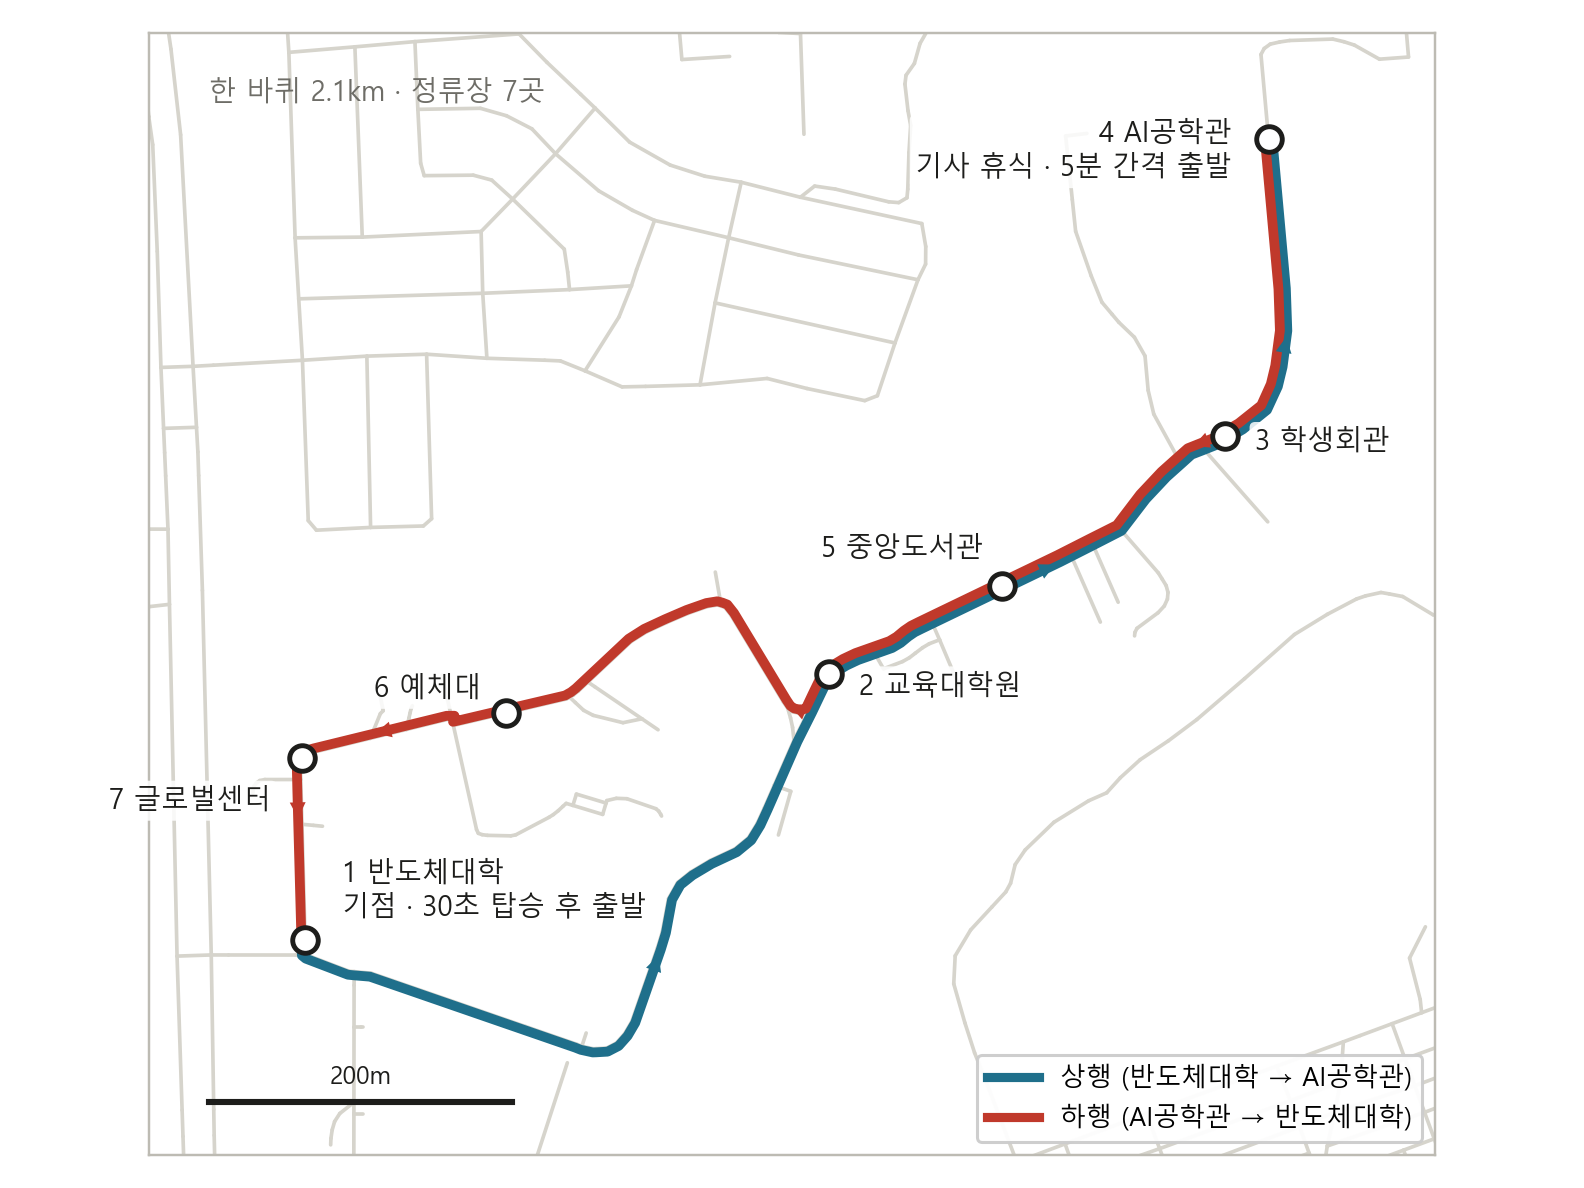 한 바퀴 2.1km · 정류장 7곳
4 AI공학관
기사 휴식 · 5분 간격 출발
3 학생회관
5 중앙도서관
2 교육대학원
6 예체대
7 글로벌센터
1 반도체대학
기점 · 30초 탑승 후 출발
200m
상행 (반도체대학 → AI공학관)
하행 (AI공학관 → 반도체대학)